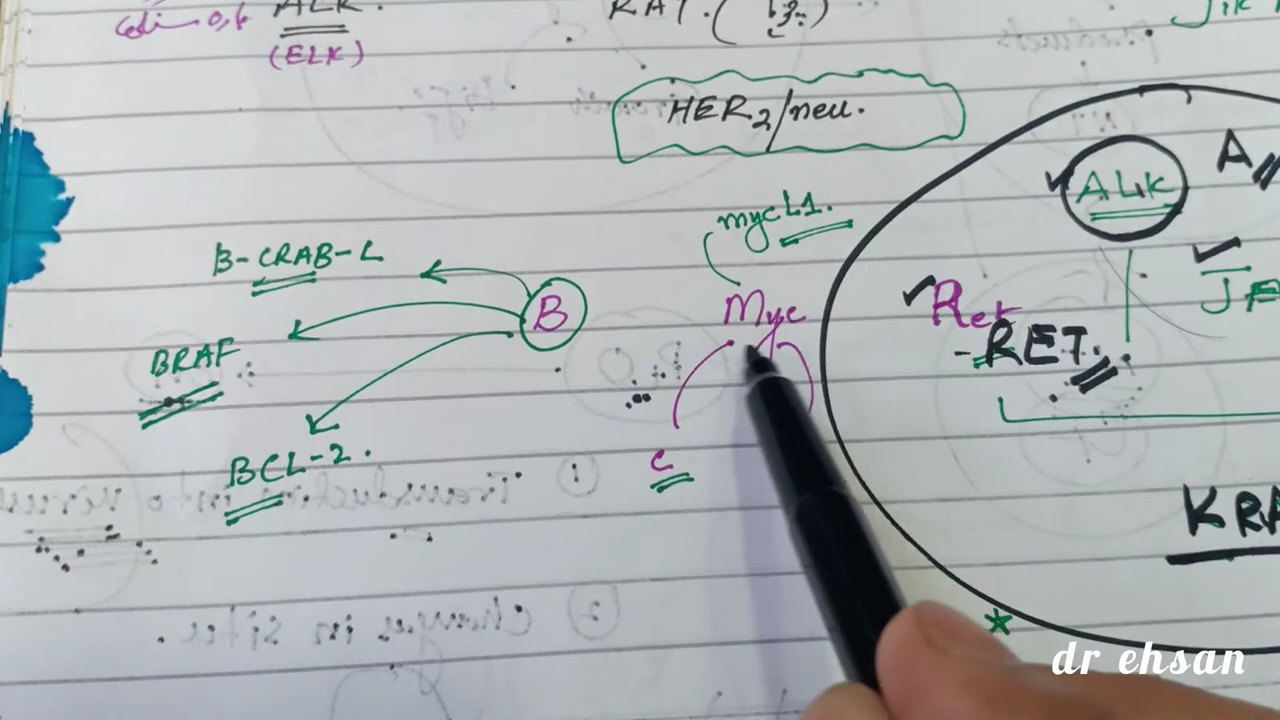 ALK.
(ELK)
HER2/neu.
mycL1.
ALK
A
B-CRAB-L
B
Myc
Ret
-RET.
BRAF
BCL-2.
C
KRA
dr ehsan